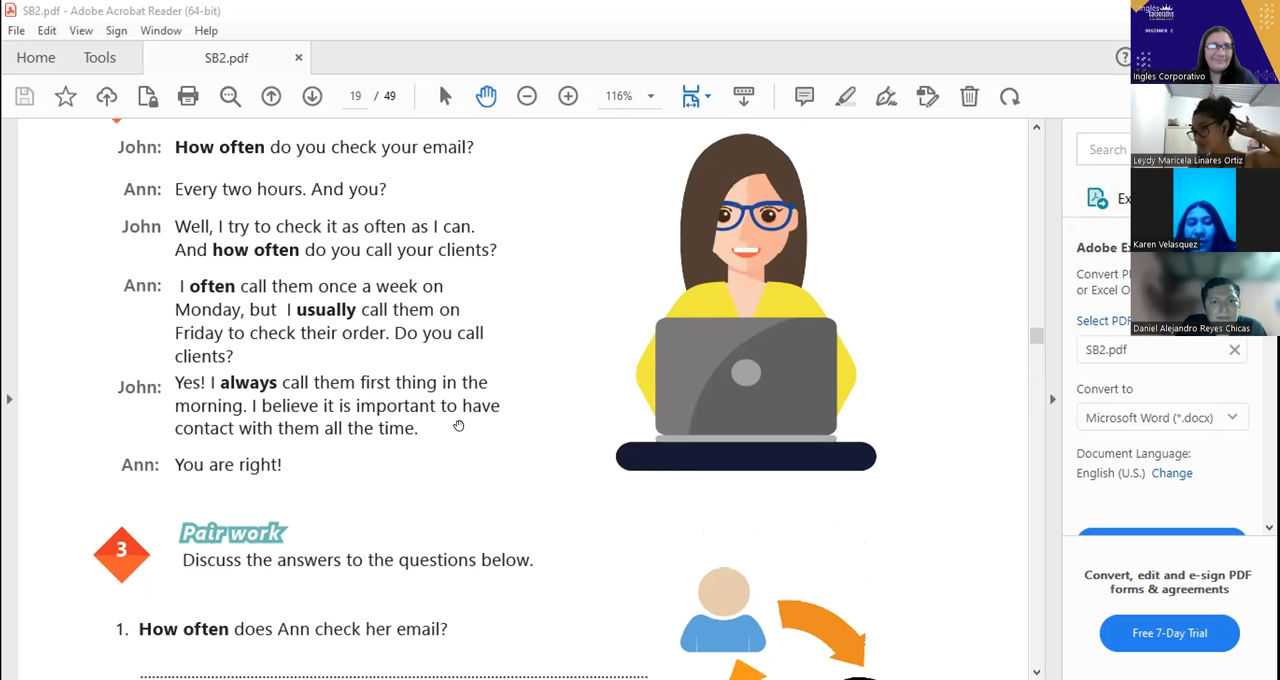 SB2.pdf - Adobe Acrobat Reader (64-bit)
File Edit View Sign Window Help
Home Tools SB2.pdf ×
19 / 49 116%
John: How often do you check your email?
Ann: Every two hours. And you?
John Well, I try to check it as often as I can.
And how often do you call your clients?
Ann: I often call them once a week on
Monday, but I usually call them on
Friday to check their order. Do you call
clients?
John: Yes! I always call them first thing in the
morning. I believe it is important to have
contact with them all the time.
Ann: You are right!
3 Pair work
Discuss the answers to the questions below.
1. How often does Ann check her email?
Search
Ex
Adobe Ex
Convert P
or Excel O
Select PDF
SB2.pdf
Convert to
Microsoft Word (*.docx)
Document Language:
English (U.S.) Change
Convert, edit and e-sign PDF
forms & agreements
Free 7-Day Trial
Inglés
Corporativo
BEGINNER 2
Ingles Corporativo
Leydy Maricela Linares Ortiz
Karen Velasquez
Daniel Alejandro Reyes Chicas